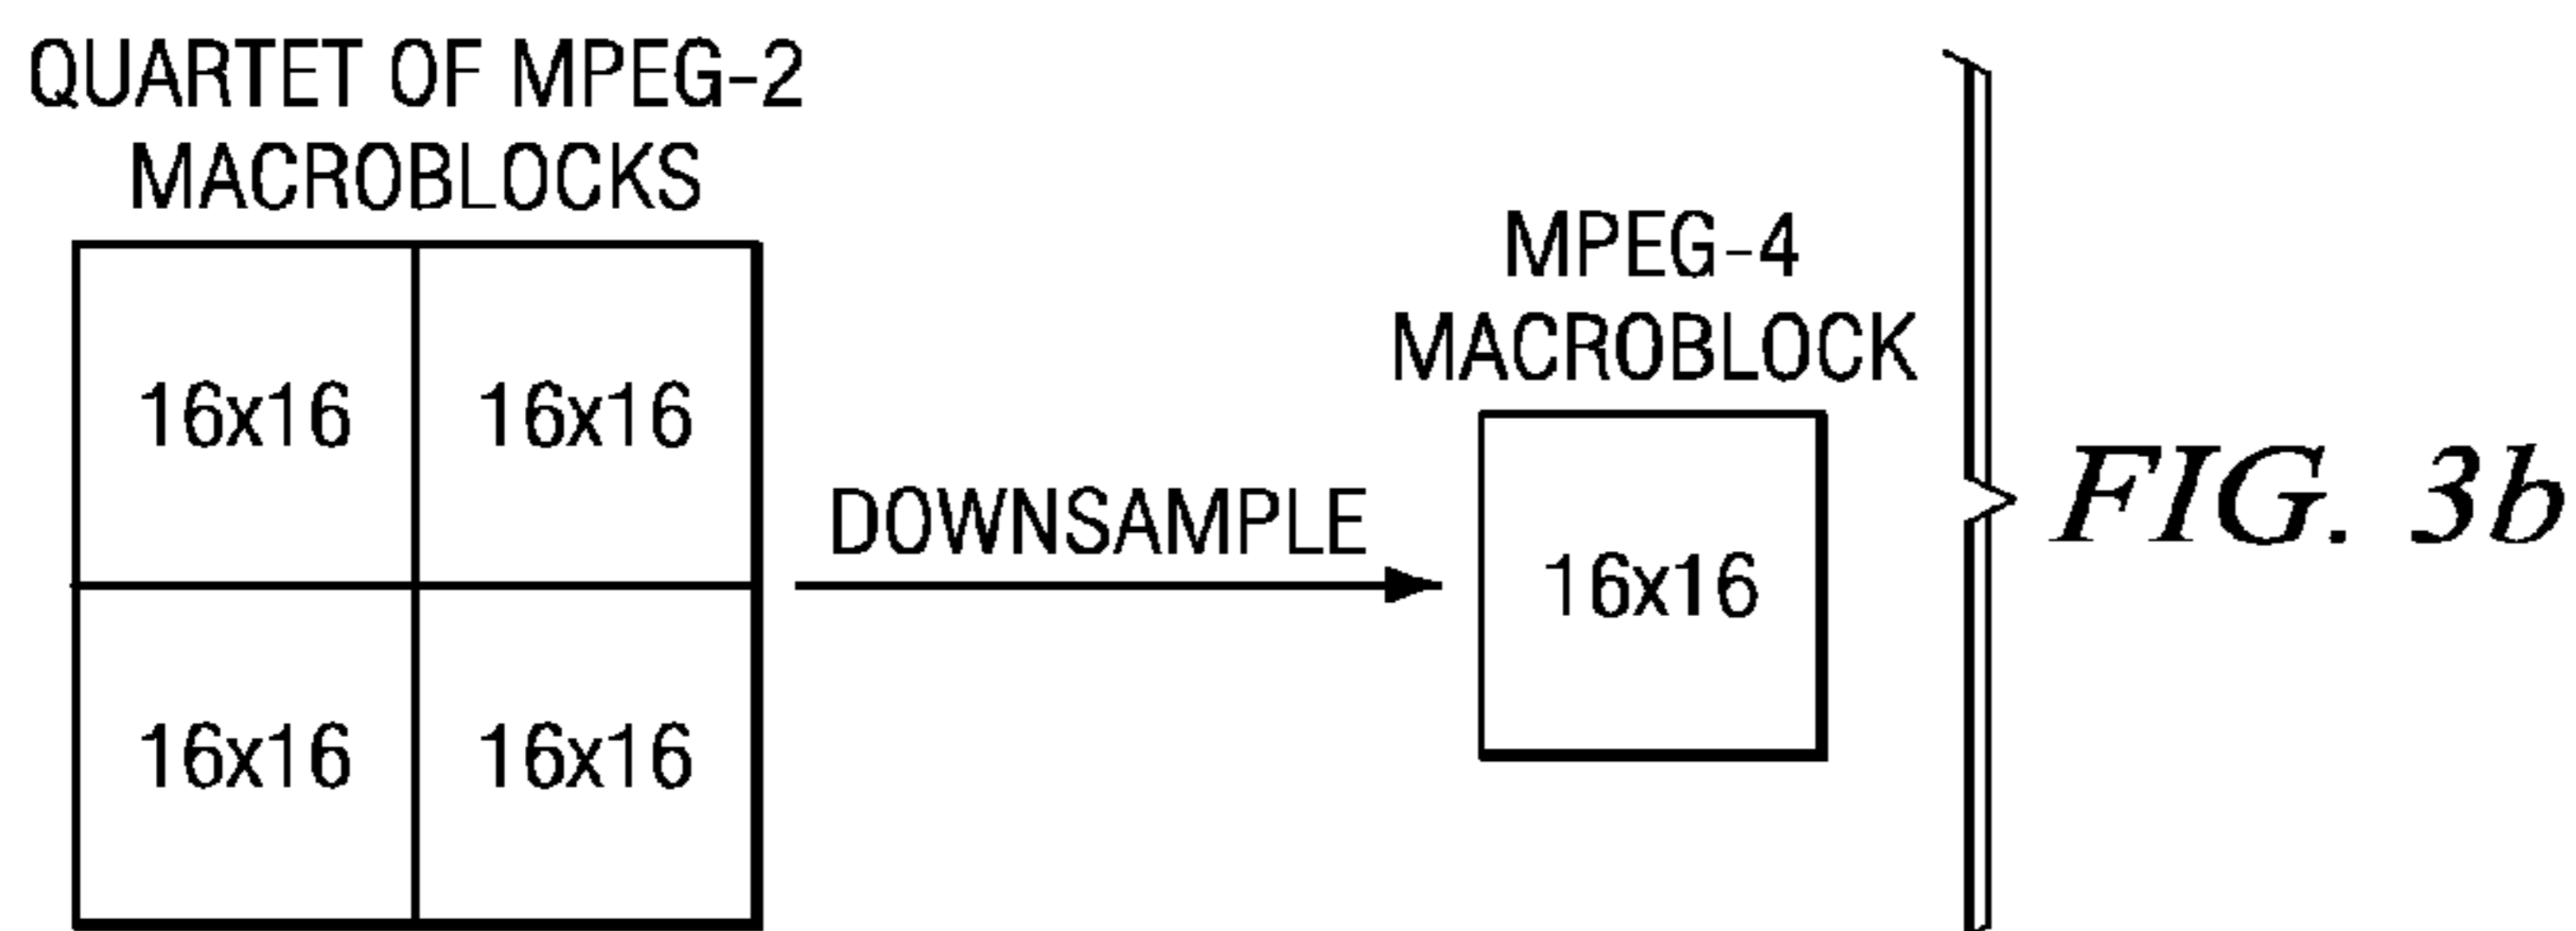 QUARTET OF MPEG-2
MACROBLOCKS
16x16 16x16
16x16 16x16
DOWNSAMPLE
MPEG-4
MACROBLOCK
16x16
FIG. 3b